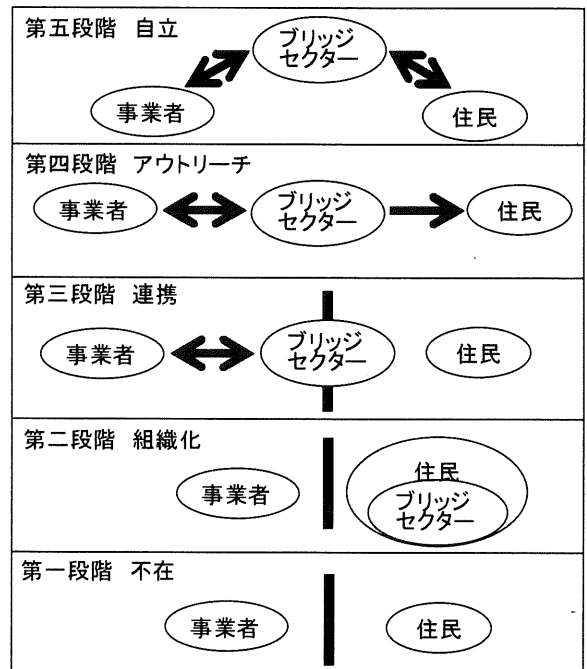 第五段階 自立
ブリッジ
セクター
事業者
住民
第四段階 アウトリーチ
事業者
ブリッジ
セクター
住民
第三段階 連携
事業者
ブリッジ
セクター
住民
第二段階 組織化
事業者
住民
ブリッジ
セクター
第一段階 不在
事業者
住民